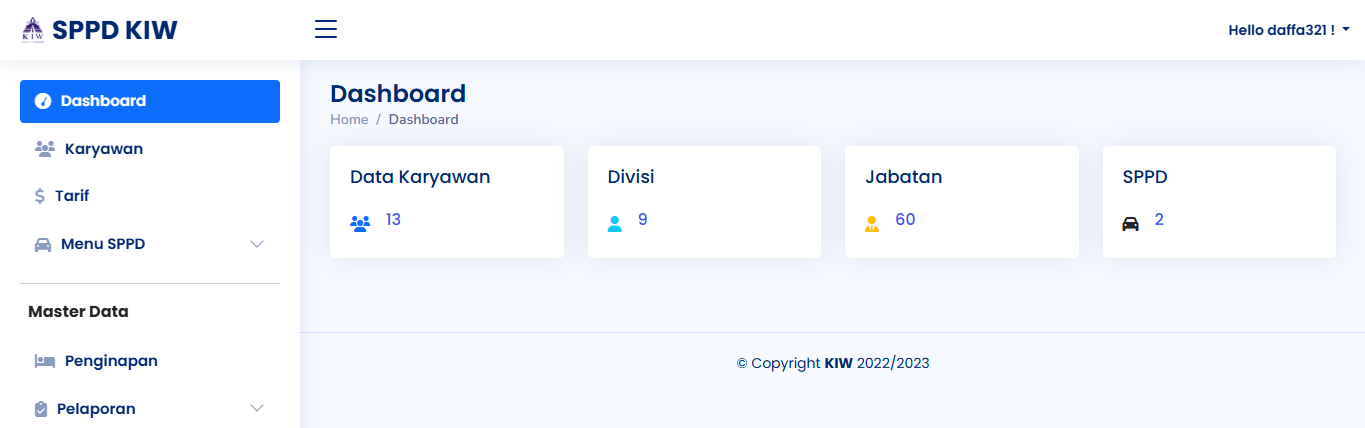 KIW
SPPD KIW
Hello daffa321 !
Dashboard
Karyawan
Tarif
Menu SPPD
Master Data
Penginapan
Pelaporan
Dashboard
Home / Dashboard
Data Karyawan
13
Divisi
9
Jabatan
60
SPPD
2
© Copyright KIW 2022/2023